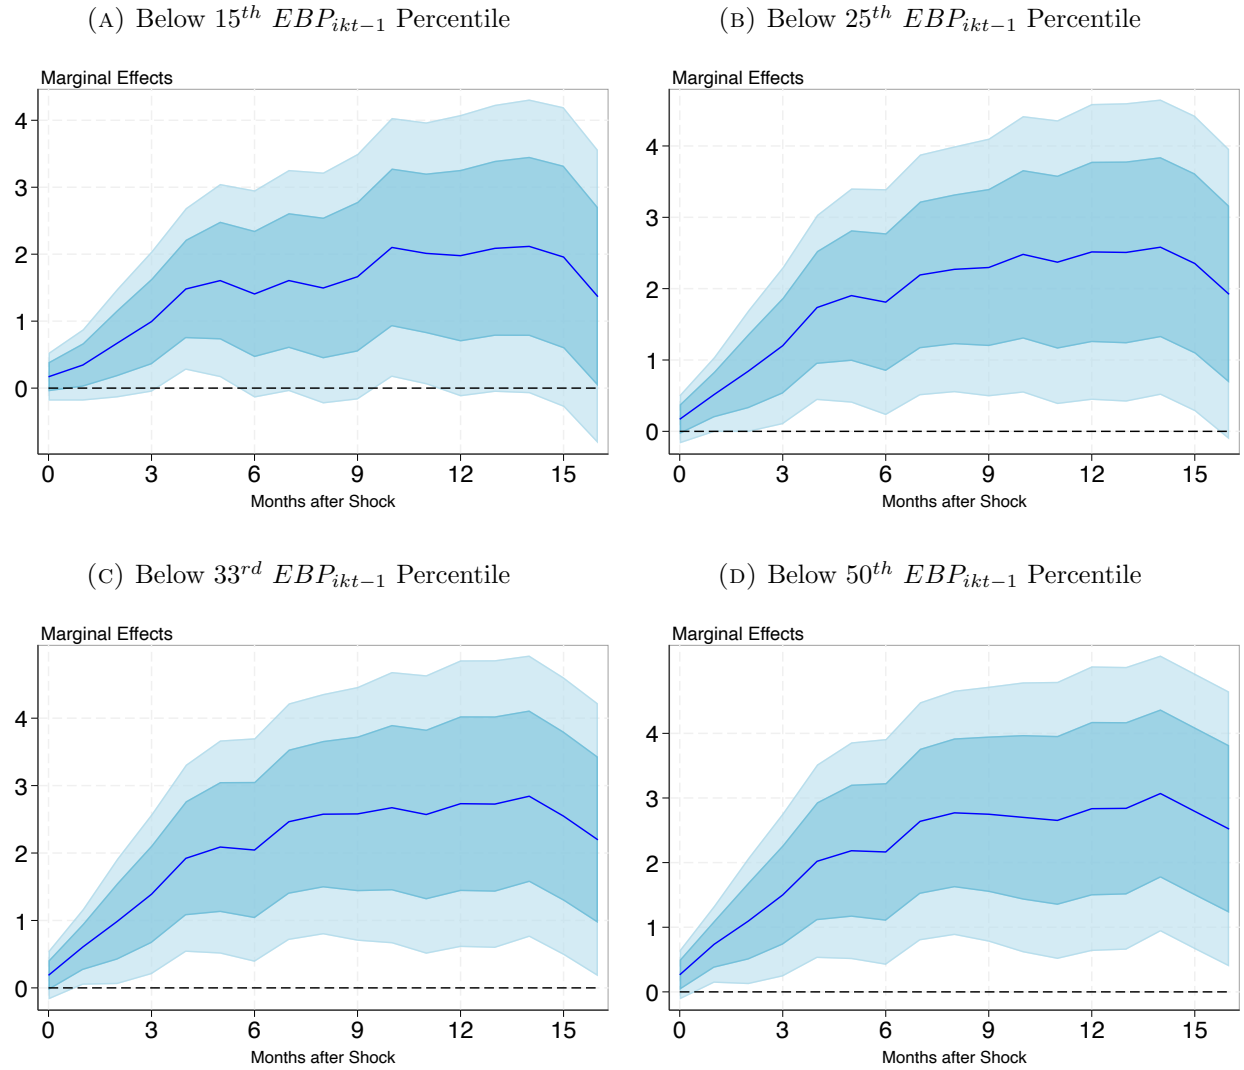 (A) Below 15th EBPikt−1 Percentile
Marginal Effects
4
3
2
1
0
0 3 6 9 12 15
Months after Shock
(B) Below 25th EBPikt−1 Percentile
Marginal Effects
4
3
2
1
0
0 3 6 9 12 15
Months after Shock
(C) Below 33rd EBPikt−1 Percentile
Marginal Effects
4
3
2
1
0
0 3 6 9 12 15
Months after Shock
(D) Below 50th EBPikt−1 Percentile
Marginal Effects
4
3
2
1
0
0 3 6 9 12 15
Months after Shock